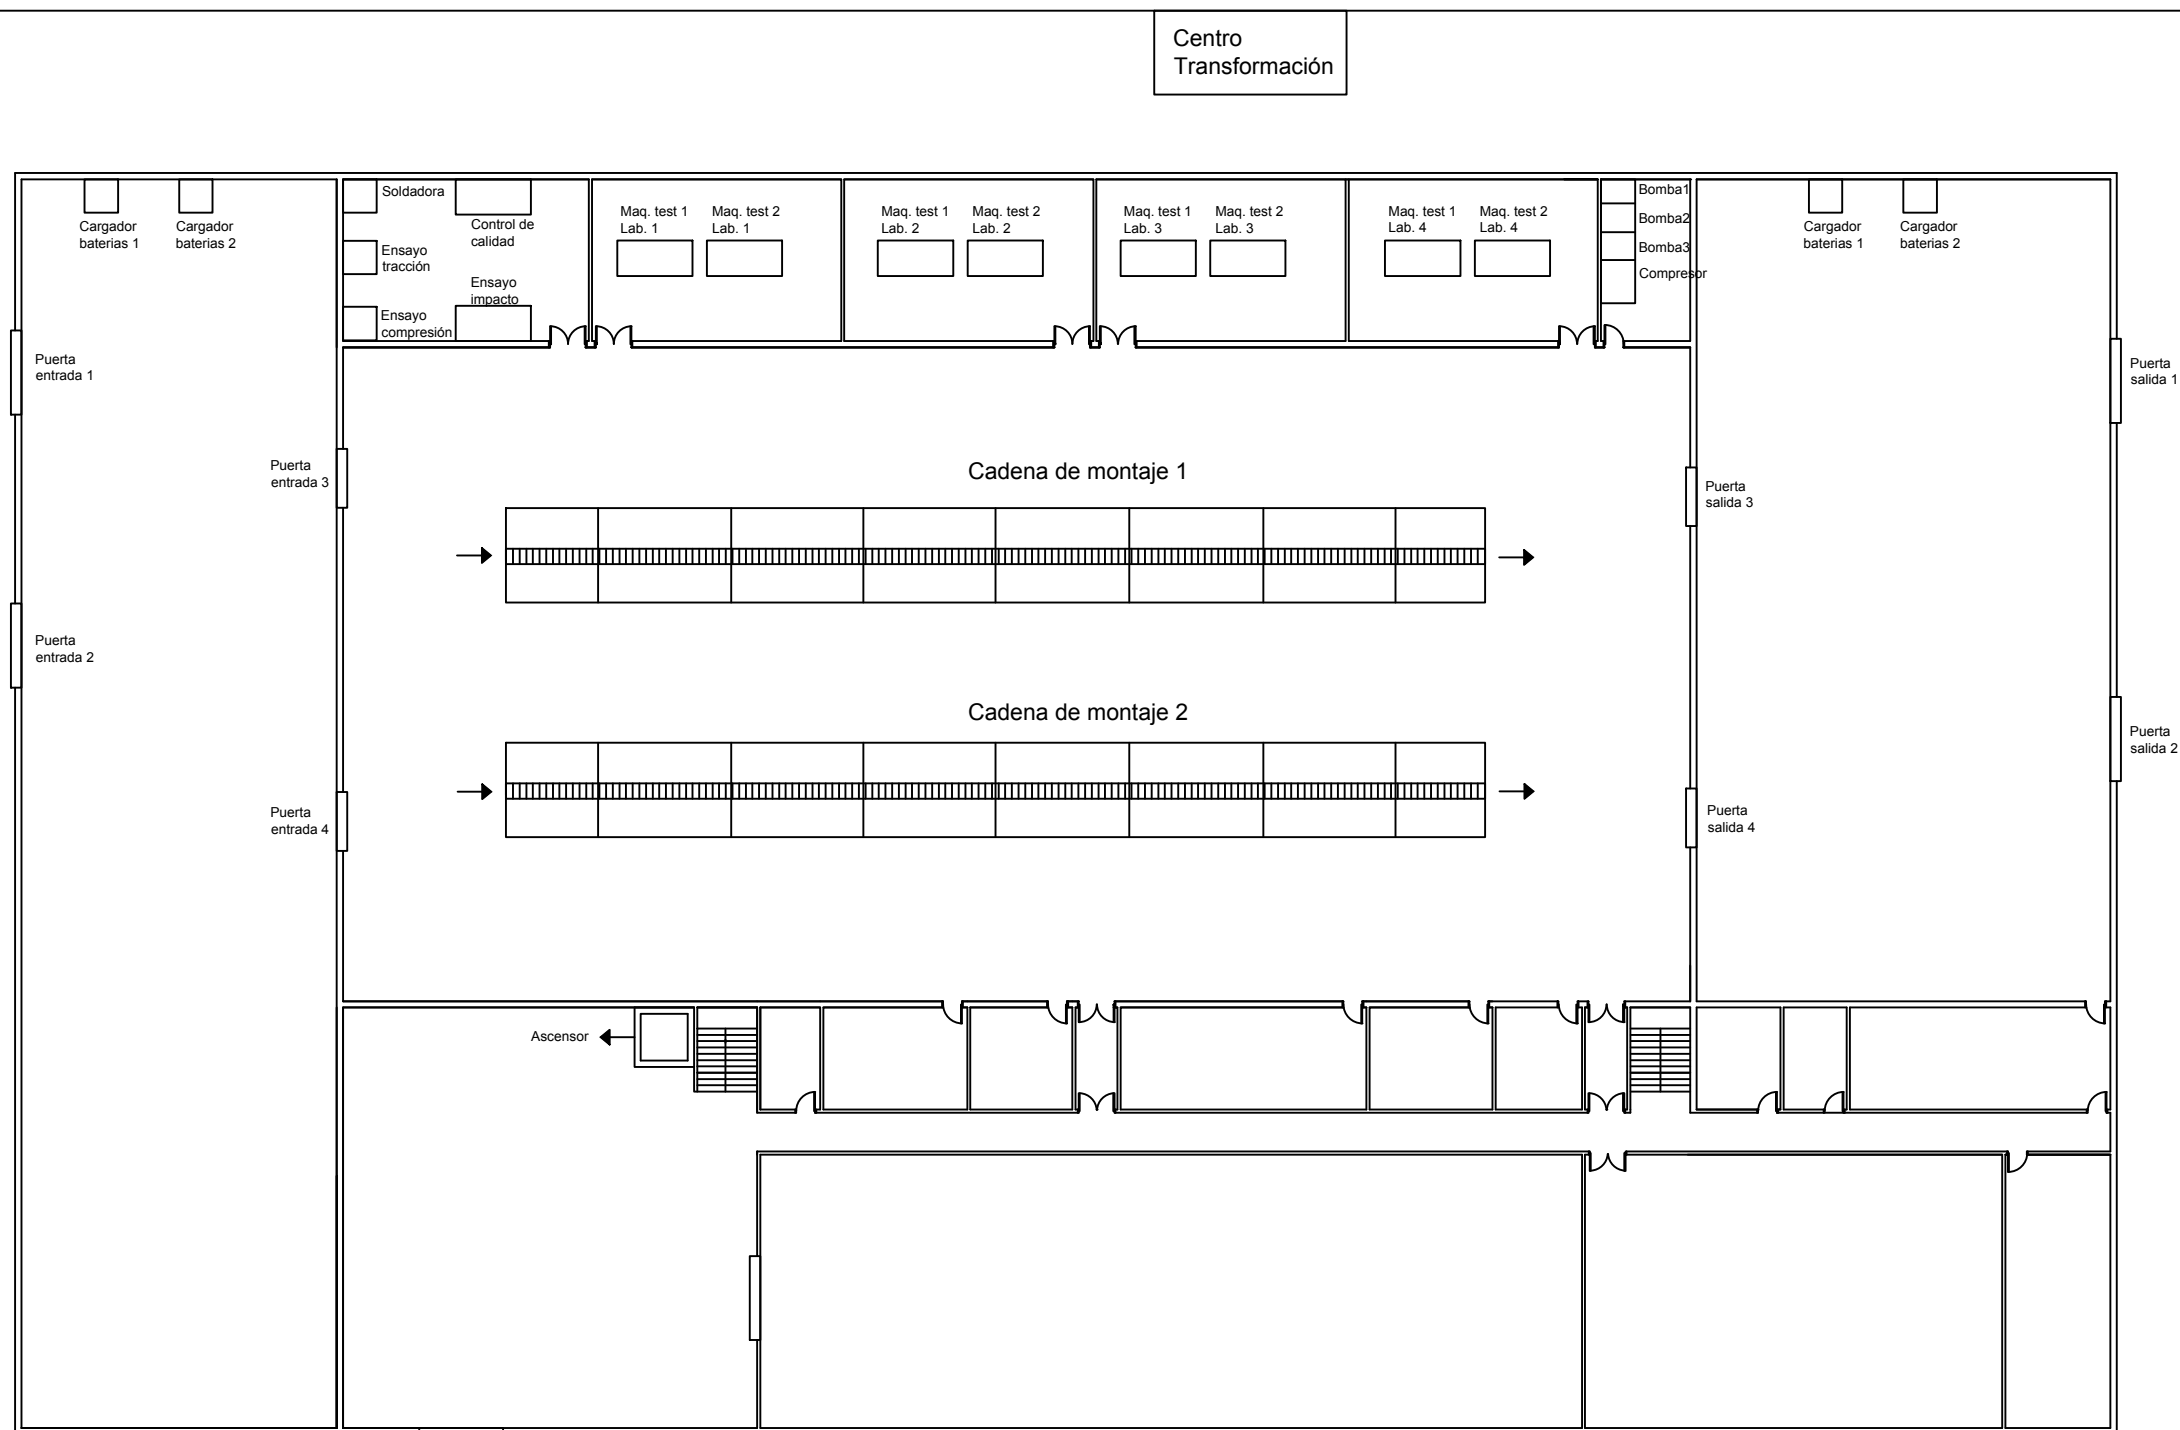 Centro
Transformación
Cargador
baterias 1
Cargador
baterias 2
Soldadora
Control de
calidad
Ensayo
tracción
Ensayo
impacto
Ensayo
compresión
Maq. test 1
Lab. 1
Maq. test 2
Lab. 1
Maq. test 1
Lab. 2
Maq. test 2
Lab. 2
Maq. test 1
Lab. 3
Maq. test 2
Lab. 3
Maq. test 1
Lab. 4
Maq. test 2
Lab. 4
Bomba1
Bomba2
Bomba3
Compresor
Cargador
baterias 1
Cargador
baterias 2
Puerta
entrada 1
Puerta
salida 1
Puerta
entrada 3
Cadena de montaje 1
Puerta
salida 3
Puerta
entrada 2
Cadena de montaje 2
Puerta
salida 2
Puerta
entrada 4
Puerta
salida 4
Ascensor